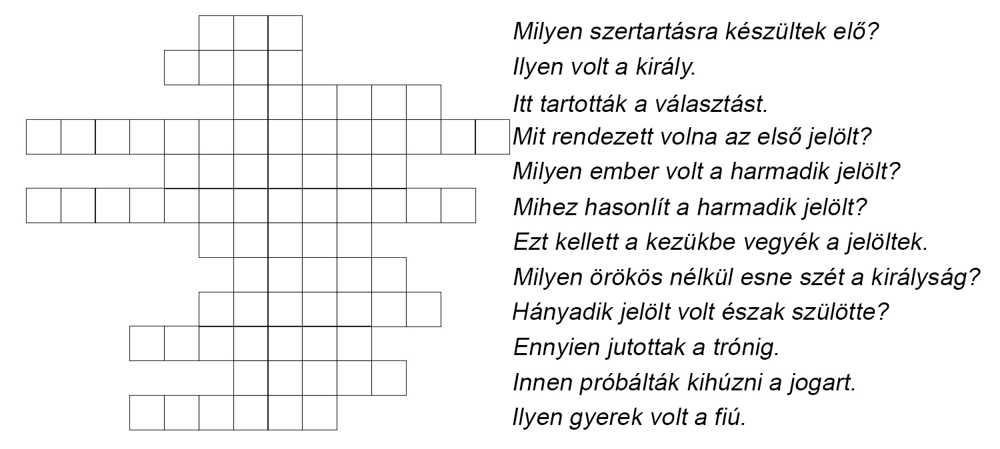 Milyen szertartásra készültek elő?
Ilyen volt a király.
Itt tartották a választást.
Mit rendezett volna az első jelölt?
Milyen ember volt a harmadik jelölt?
Mihez hasonlít a harmadik jelölt?
Ezt kellett a kezükbe vegyék a jelöltek.
Milyen örökös nélkül esne szét a királyság?
Hányadik jelölt volt észak szülötte?
Ennyien jutottak a trónig.
Innen próbálták kihúzni a jogart.
Ilyen gyerek volt a fiú.